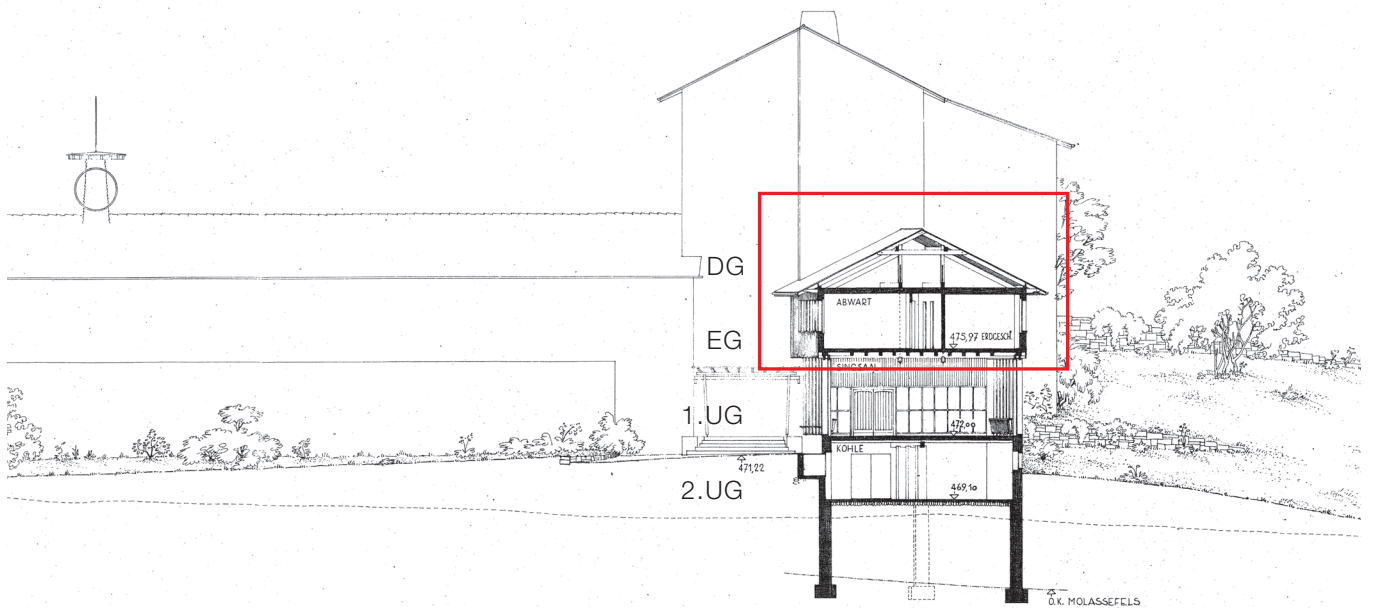 DG
ABWART
EG
475,97 ERDGESCH.
SINGSAAL
1.UG
472,00
KOHLE
471,22
2.UG
469,10
O.K. MOLASSEFELS